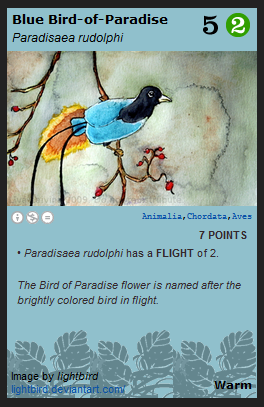 Blue Bird-of-Paradise
Paradisaea rudolphi
5 2
Animalia,Chordata,Aves
7 POINTS
• Paradisaea rudolphi has a FLIGHT of 2.
The Bird of Paradise flower is named after the
brightly colored bird in flight.
Image by lightbird
lightbird.deviantart.com/
Warm